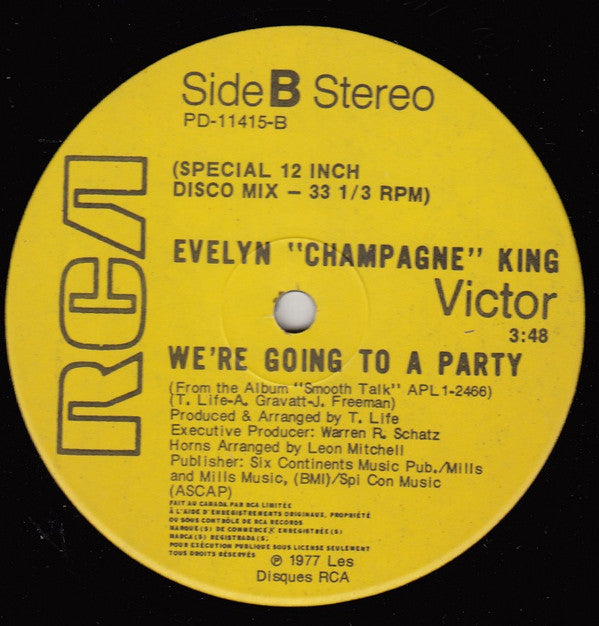 Side B Stereo
PD-11415-B
(SPECIAL 12 INCH
DISCO MIX – 33 1/3 RPM)
RCA
EVELYN "CHAMPAGNE" KING
Victor
3:48
WE'RE GOING TO A PARTY
(From the Album "Smooth Talk" APL1-2466)
(T. Life-A. Gravatt-J. Freeman)
Produced & Arranged by T. Life
Executive Producer: Warren R. Schatz
Horns Arranged by Leon Mitchell
Publisher: Six Continents Music Pub./Mills
and Mills Music, (BMI)/Spi Con Music
(ASCAP)
FAIT AU CANADA PAR RCA LIMITÉE
À L'AIDE D'ENREGISTREMENTS ORIGINAUX, PROPRIÉTÉ
OU SOUS CONTRÔLE DE RCA RECORDS
MARQUE(S) DE COMMERCE ENREGISTRÉE(S)
MARCA(S) REGISTRADA(S)
POUR EXÉCUTION PUBLIQUE SOUS LICENSE SEULEMENT
TOUS DROITS RÉSERVÉS
℗ 1977 Les
Disques RCA